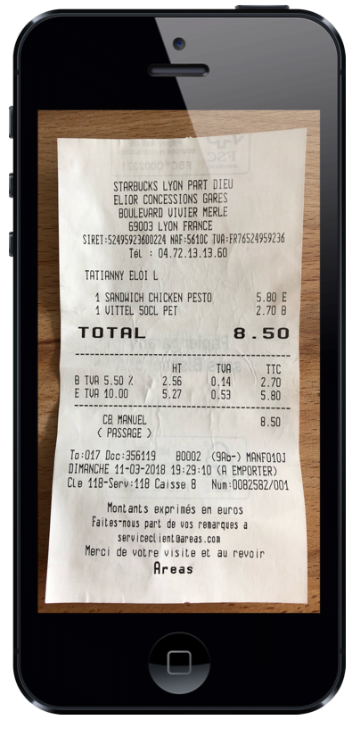 STARBUCKS LYON PART DIEU
ELIOR CONCESSIONS GARES
BOULEVARD VIVIER MERLE
69003 LYON FRANCE
SIRET:52495923600224 NAF:5610C TVA:FR76524959236
Tel : 04.72.13.13.60
TATIANNY ELOI L
1 SANDWICH CHICKEN PESTO 5.80 E
1 VITTEL 50CL PET 2.70 B
TOTAL 8.50
HT TVA TTC
B TVA 5.50 % 2.56 0.14 2.70
E TVA 10.00 5.27 0.53 5.80
CB MANUEL 8.50
( PASSAGE )
To:017 Doc:356119 B0002 (9Ab-) MANF010J
DIMANCHE 11-03-2018 19:29:10 (A EMPORTER)
Cle 118-Serv:118 Caisse 8 Num:0082582/001
Montants exprimés en euros
Faites-nous part de vos remarques a
serviceclient@areas.com
Merci de votre visite et au revoir
Areas